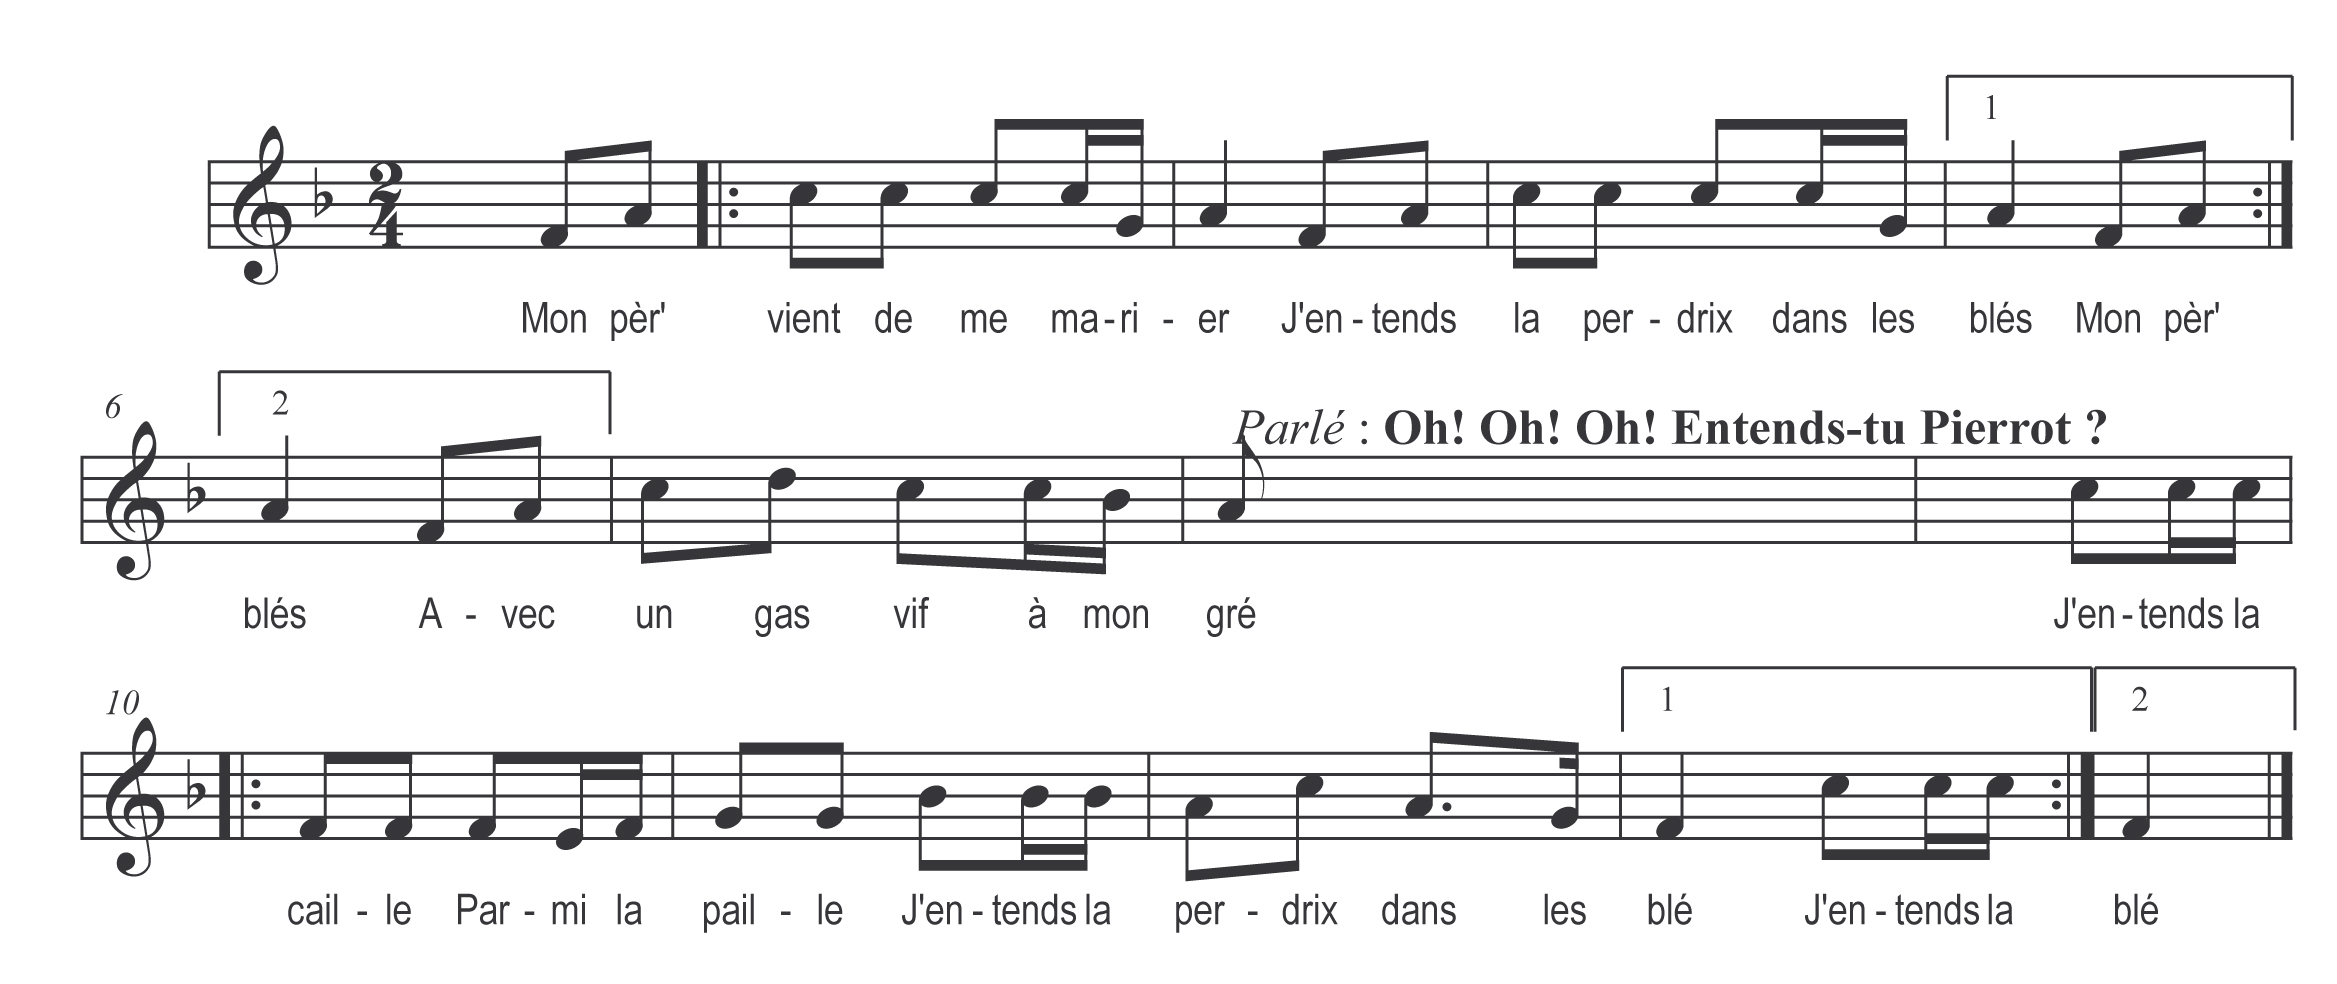 1
Mon pèr' vient de me ma-ri - er J'en-tends la per - drix dans les blés Mon pèr'
6 2 Parlé : Oh! Oh! Oh! Entends-tu Pierrot ?
blés A - vec un gas vif à mon gré J'en-tends la
10 1 2
cail - le Par - mi la pail - le J'en-tends la per - drix dans les blé J'en-tends la blé